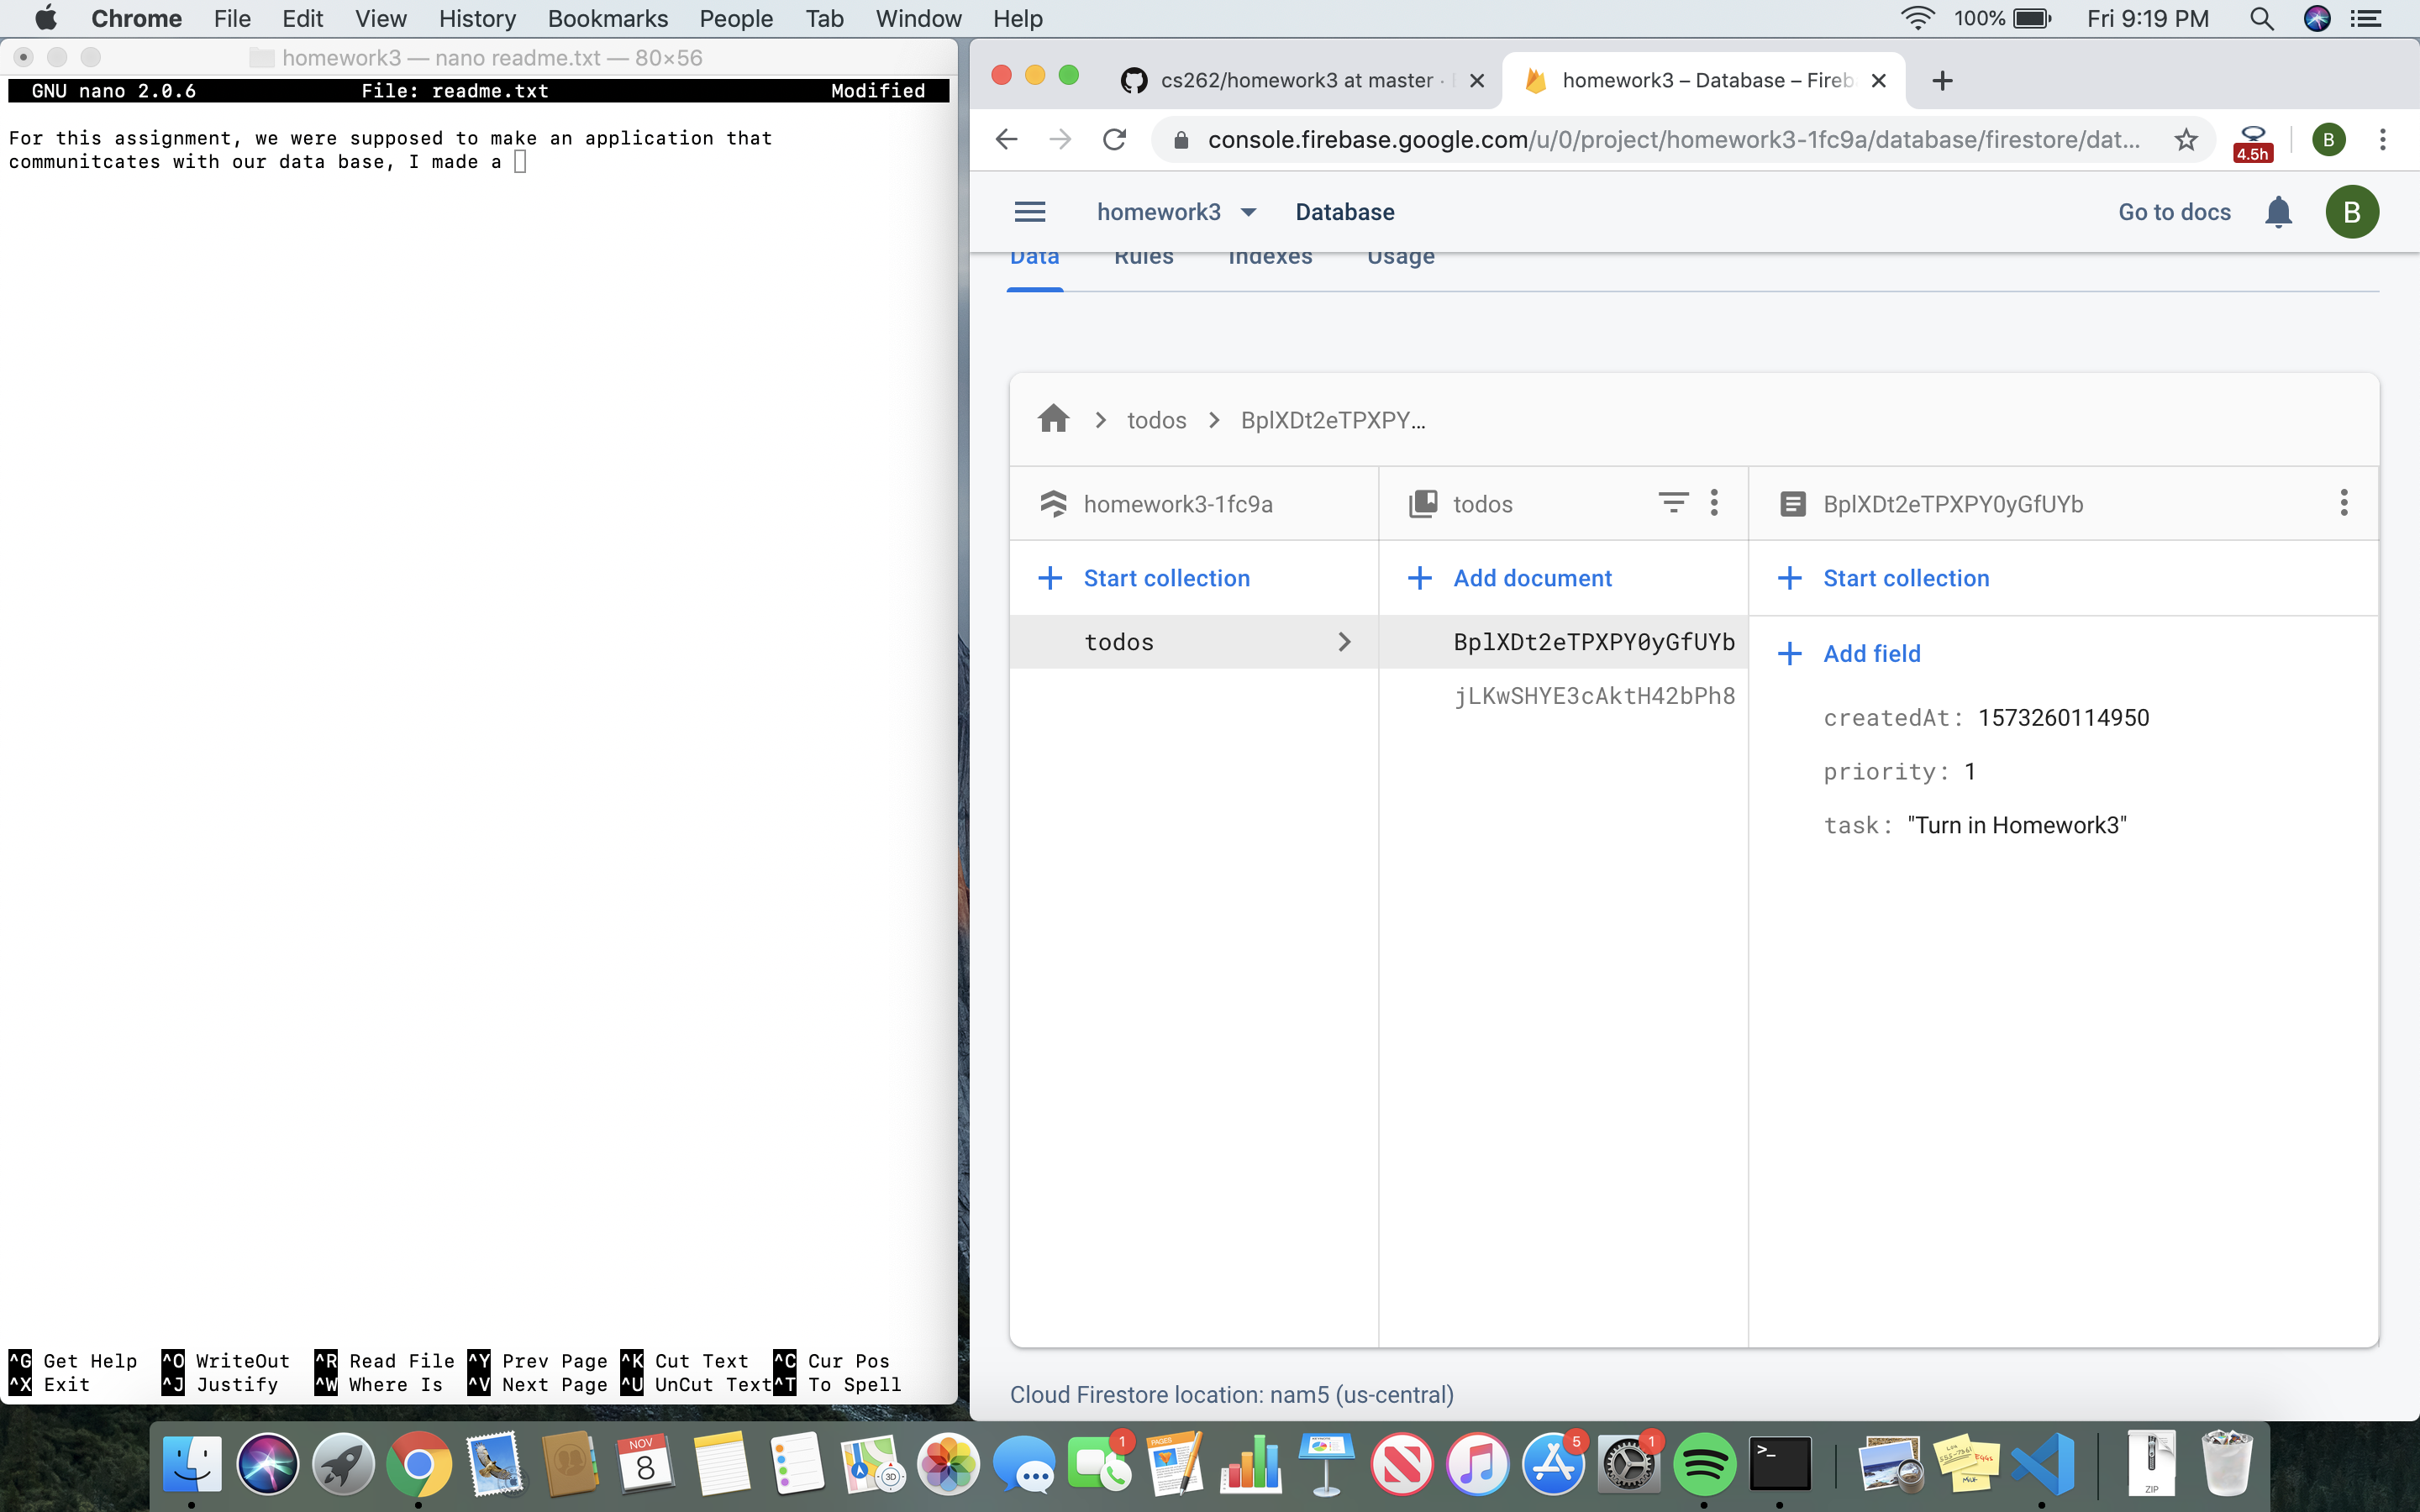 Chrome File Edit View History Bookmarks People Tab Window Help 100% Fri 9:19 PM
homework3 — nano readme.txt — 80×56
GNU nano 2.0.6 File: readme.txt Modified
For this assignment, we were supposed to make an application that
communitcates with our data base, I made a
^G Get Help ^O WriteOut ^R Read File ^Y Prev Page ^K Cut Text ^C Cur Pos
^X Exit ^J Justify ^W Where Is ^V Next Page ^U UnCut Text ^T To Spell
cs262/homework3 at master · homework3 – Database – Fireb
console.firebase.google.com/u/0/project/homework3-1fc9a/database/firestore/dat... 4.5h B
homework3 Database Go to docs B
Data Rules Indexes Usage
todos BplXDt2eTPXPY...
homework3-1fc9a todos BplXDt2eTPXPY0yGfUYb
Start collection Add document Start collection
todos BplXDt2eTPXPY0yGfUYb Add field
jLKwSHYE3cAktH42bPh8
createdAt: 1573260114950
priority: 1
task: "Turn in Homework3"
Cloud Firestore location: nam5 (us-central)
NOV
8
3D
1
PAGES
5
1
>_
ZIP